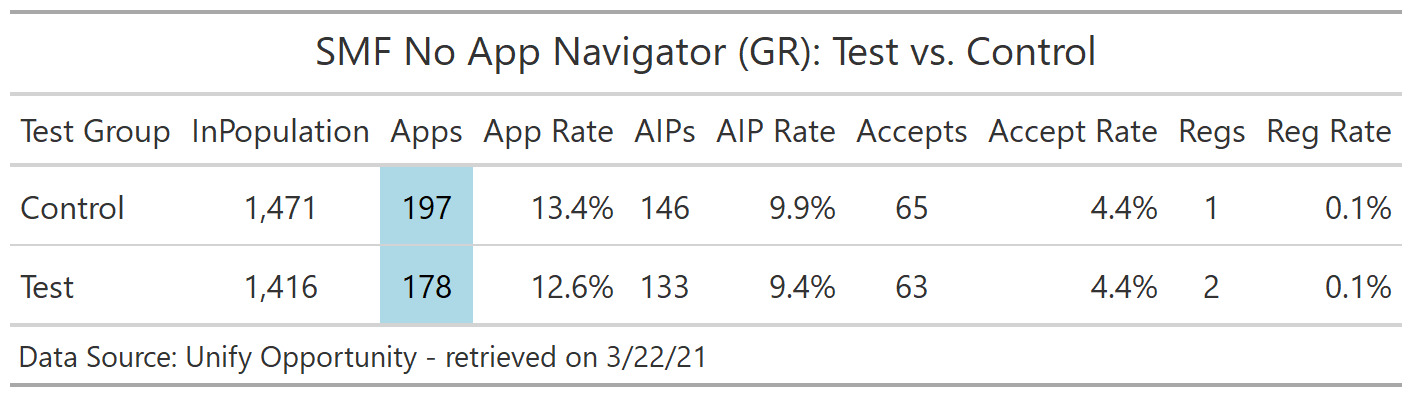 SMF No App Navigator (GR): Test vs. Control
Test Group InPopulation Apps App Rate AIPs AIP Rate Accepts Accept Rate Regs Reg Rate
Control 1,471 197 13.4% 146 9.9% 65 4.4% 1 0.1%
Test 1,416 178 12.6% 133 9.4% 63 4.4% 2 0.1%
Data Source: Unify Opportunity - retrieved on 3/22/21